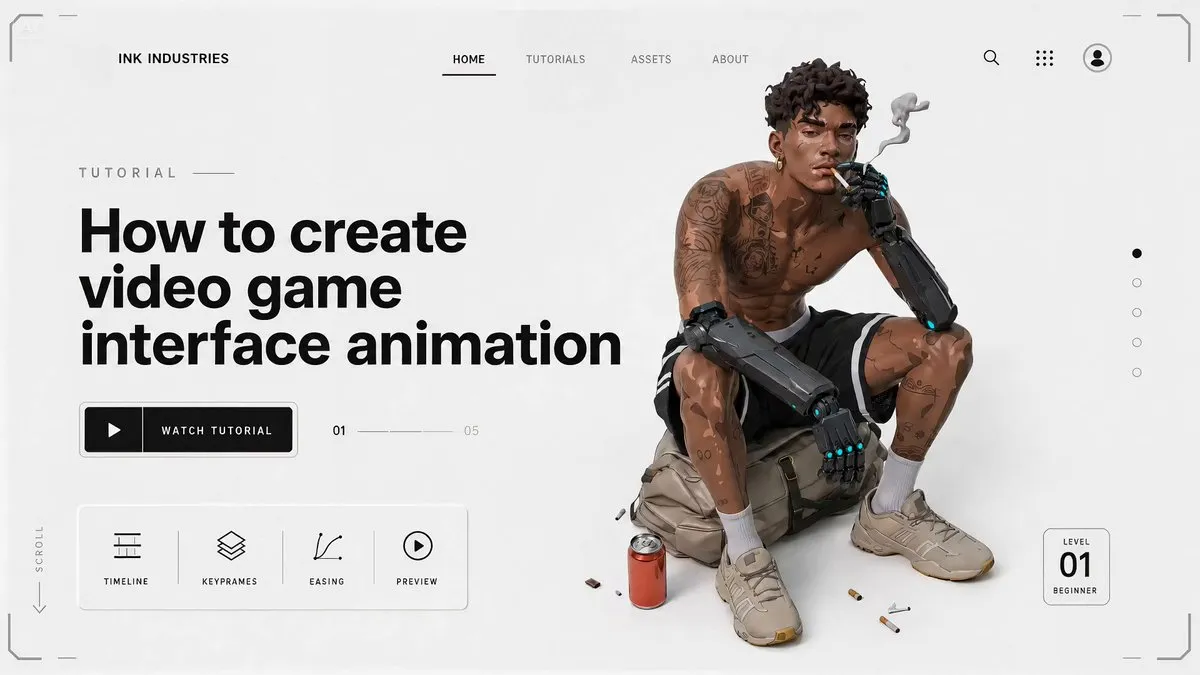 INK INDUSTRIES
HOME
TUTORIALS
ASSETS
ABOUT
TUTORIAL
How to create
video game
interface animation
WATCH TUTORIAL
01
05
SCROLL
TIMELINE
KEYPRAMES
EASING
PREVIEW
LEVEL
01
BEGINNER